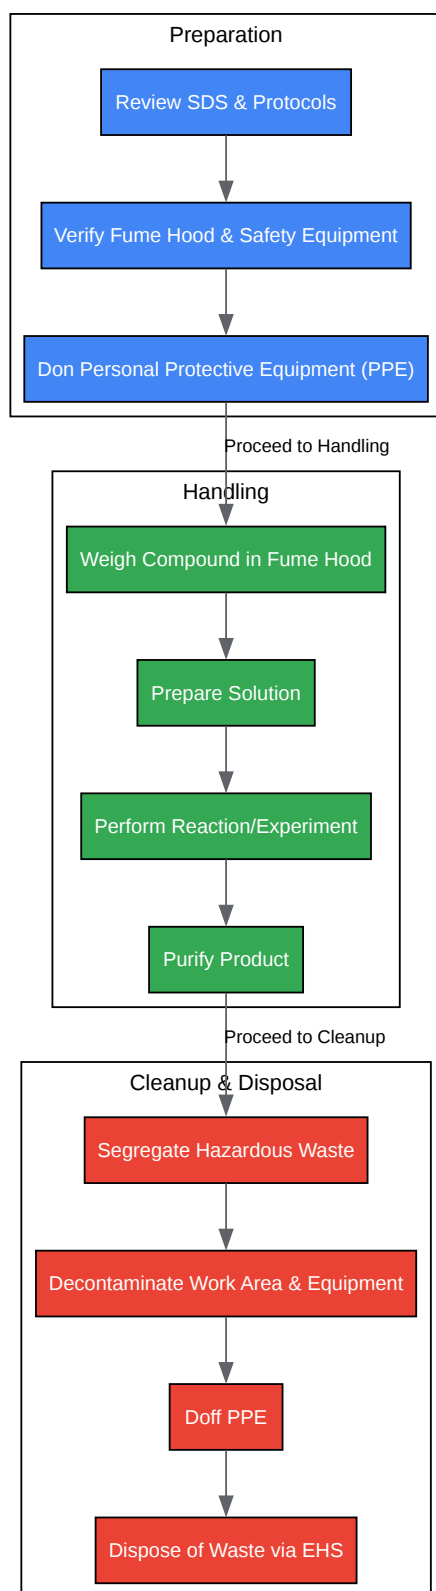 Preparation
Review SDS & Protocols
Verify Fume Hood & Safety Equipment
Don Personal Protective Equipment (PPE)
Proceed to Handling
Handling
Weigh Compound in Fume Hood
Prepare Solution
Perform Reaction/Experiment
Purify Product
Proceed to Cleanup
Cleanup & Disposal
Segregate Hazardous Waste
Decontaminate Work Area & Equipment
Doff PPE
Dispose of Waste via EHS